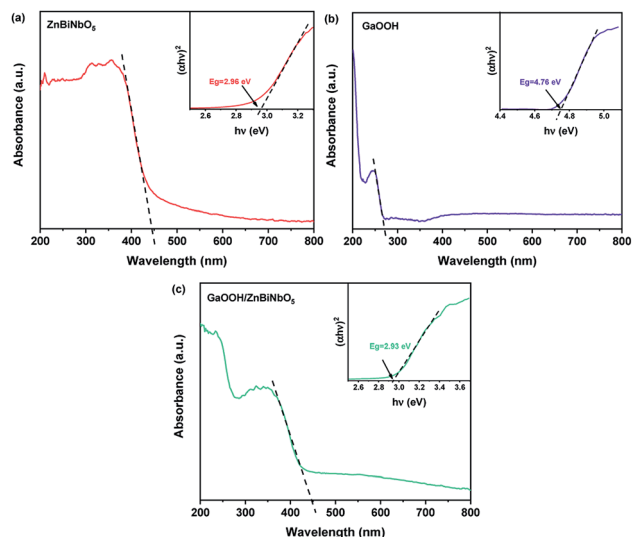 (a)
ZnBiNbO₅
(αhν)²
Eg=2.96 eV
2.6 2.8 3.0 3.2
hν (eV)
Absorbance (a.u.)
200 300 400 500 600 700 800
Wavelength (nm)
(b)
GaOOH
(αhν)²
Eg=4.76 eV
4.4 4.6 4.8 5.0
hν (eV)
Absorbance (a.u.)
200 300 400 500 600 700 800
Wavelength (nm)
(c)
GaOOH/ZnBiNbO₅
(αhν)²
Eg=2.93 eV
2.6 2.8 3.0 3.2 3.4 3.6
hν (eV)
Absorbance (a.u.)
200 300 400 500 600 700 800
Wavelength (nm)